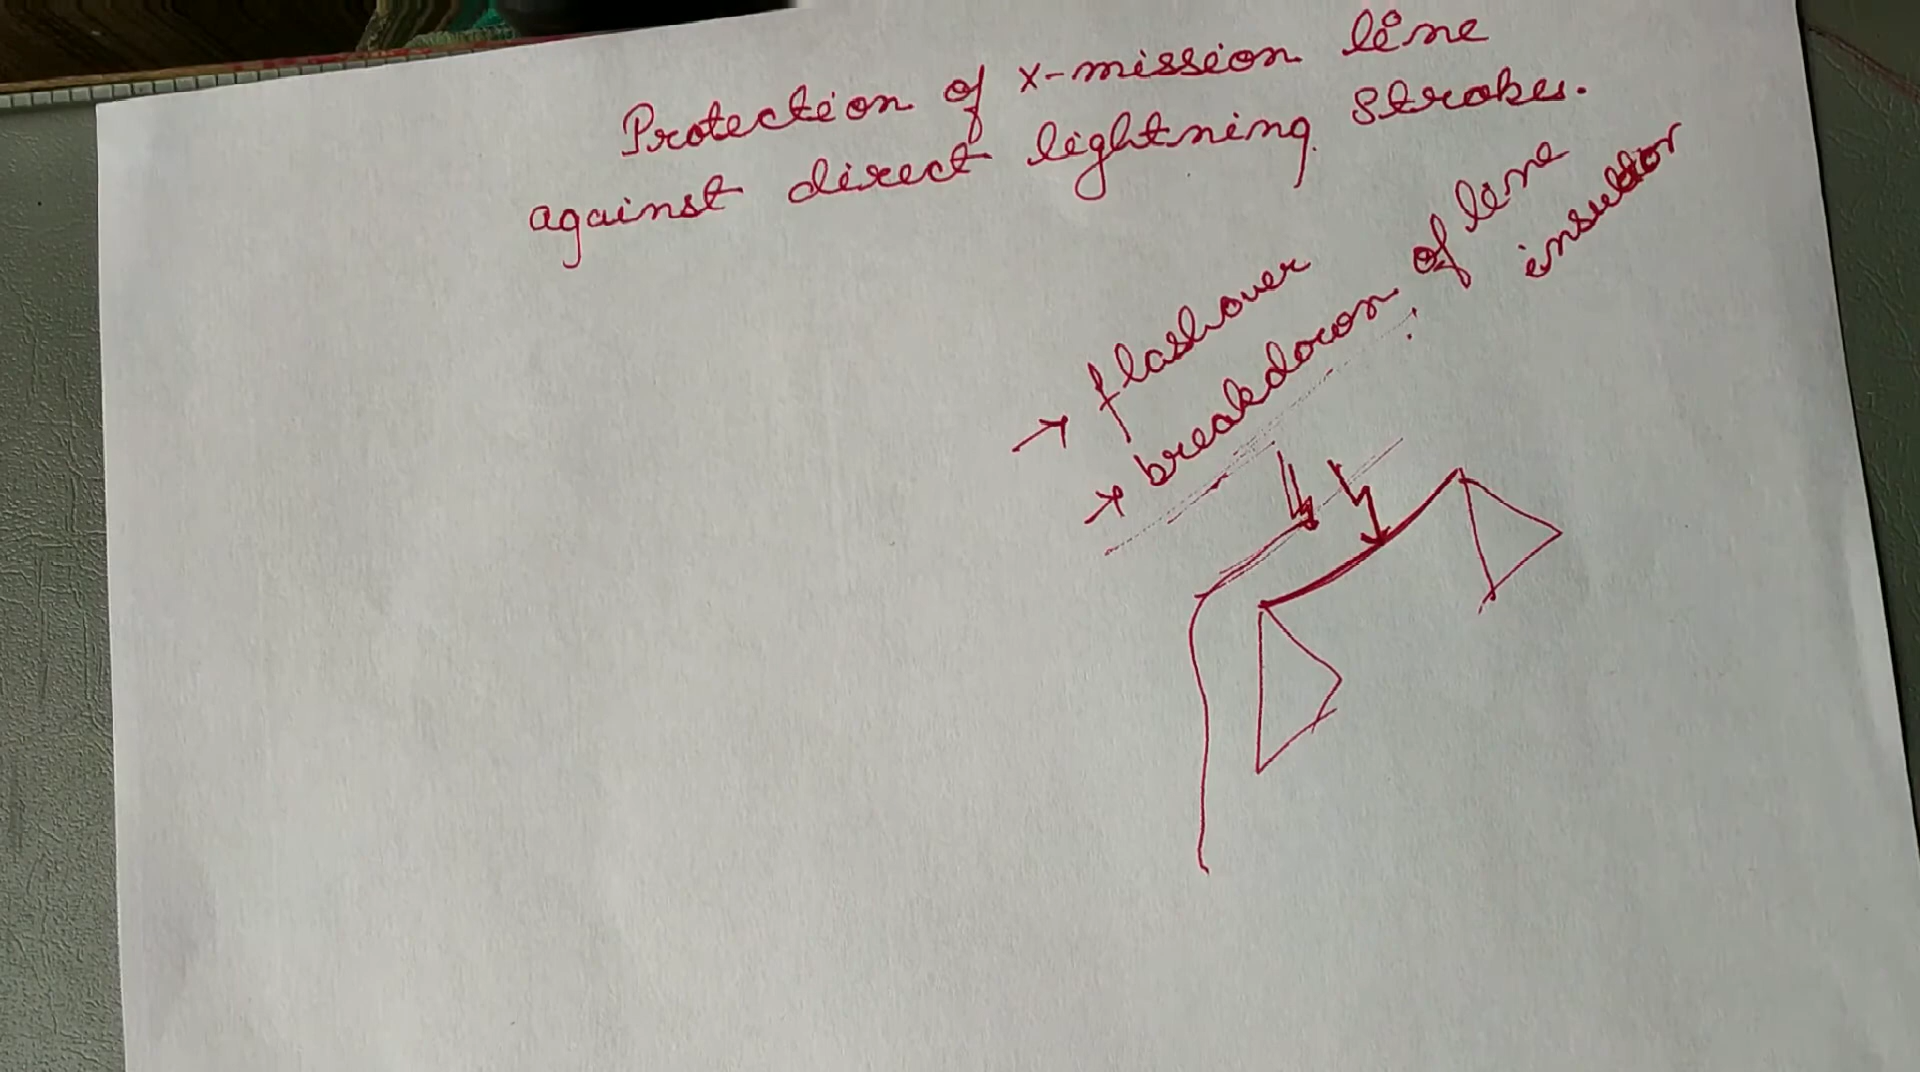 Protection of x-mission line
against direct lightning strokes.
→ flashover
→ breakdown of line
insulator